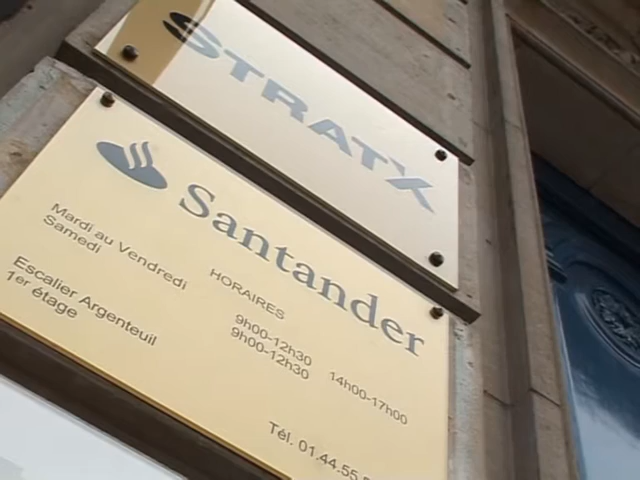 STRATX
Santander
HORAIRES
Mardi au Vendredi 9h00-12h30 14h00-17h00
Samedi 9h00-12h30
Escalier Argenteuil
1er étage
Tél. 01.44.55.